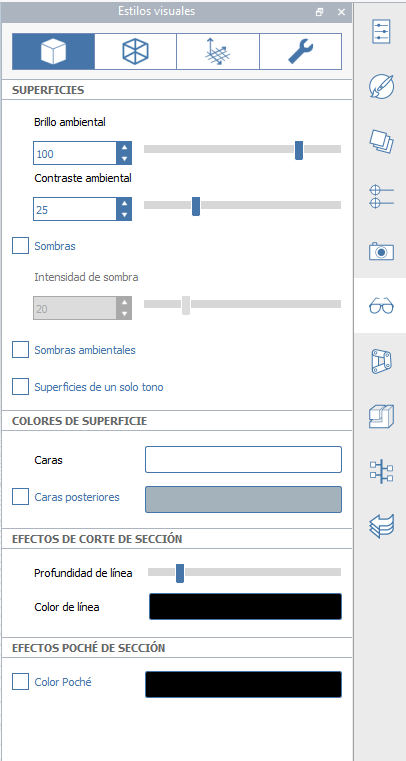 Estilos visuales
SUPERFICIES
Brillo ambiental
100
Contraste ambiental
25
Sombras
Intensidad de sombra
20
Sombras ambientales
Superficies de un solo tono
COLORES DE SUPERFICIE
Caras
Caras posteriores
EFECTOS DE CORTE DE SECCIÓN
Profundidad de línea
Color de línea
EFECTOS POCHÉ DE SECCIÓN
Color Poché